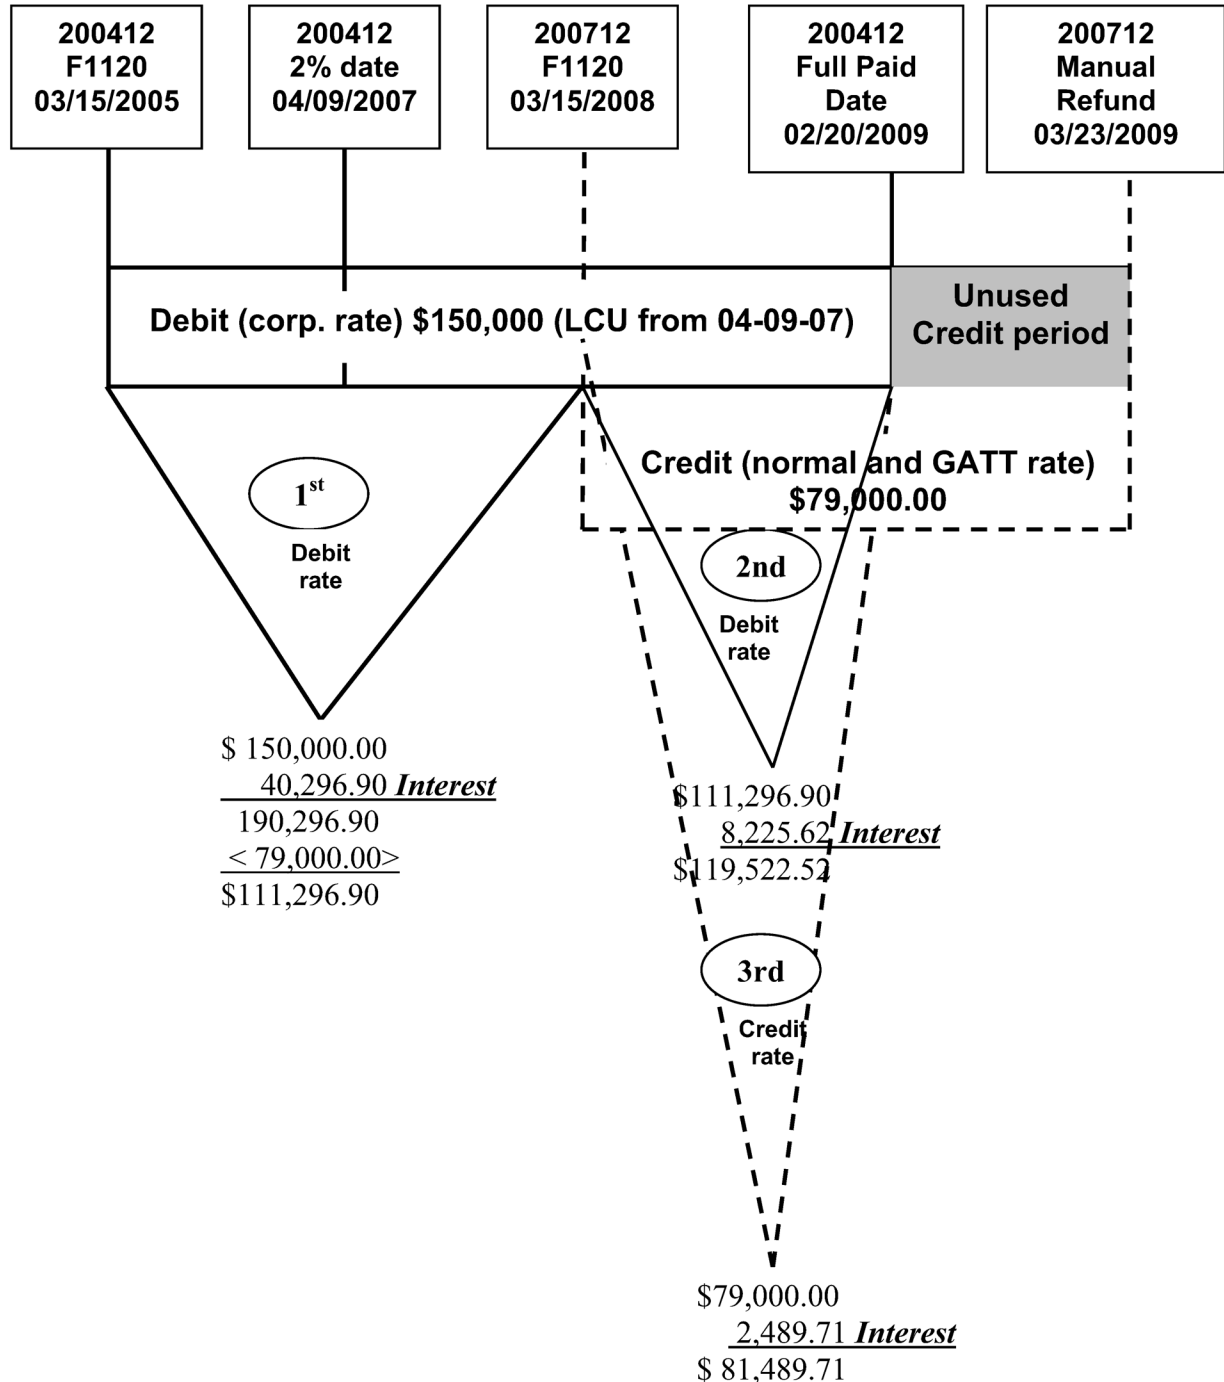 200412
F1120
03/15/2005
200412
2% date
04/09/2007
200712
F1120
03/15/2008
200412
Full Paid
Date
02/20/2009
200712
Manual
Refund
03/23/2009
Debit (corp. rate) $150,000 (LCU from 04-09-07)
Unused
Credit period
Credit (normal and GATT rate)
$79,000.00
1st
Debit
rate
2nd
Debit
rate
$ 150,000.00
40,296.90 Interest
190,296.90
< 79,000.00>
$111,296.90
$111,296.90
8,225.62 Interest
$119,522.52
3rd
Credit
rate
$79,000.00
2,489.71 Interest
$ 81,489.71